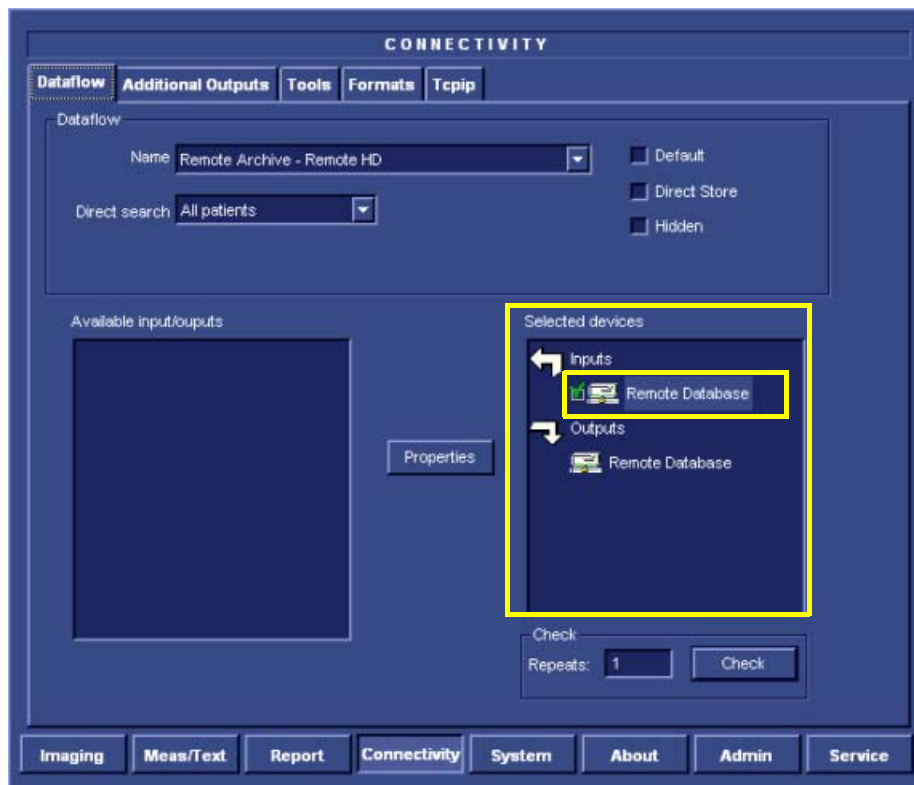 CONNECTIVITY
Dataflow Additional Outputs Tools Formats Tcpip
Dataflow
Name Remote Archive - Remote HD Default
Direct search All patients Direct Store
Hidden
Available input/ouputs Selected devices
Inputs
Remote Database
Outputs
Properties Remote Database
Check
Repeats: 1 Check
Imaging Meas/Text Report Connectivity System About Admin Service